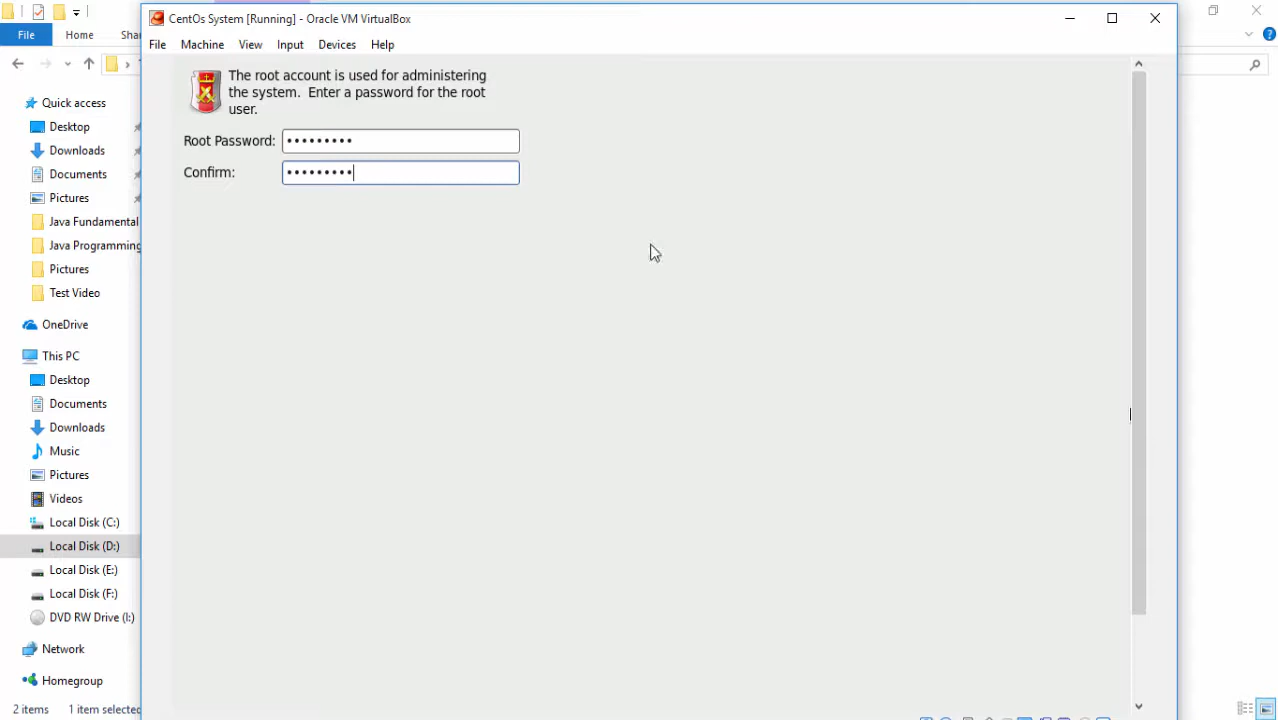 CentOs System [Running] - Oracle VM VirtualBox
File
Home
Shar
File
Machine
View
Input
Devices
Help
Quick access
Desktop
Downloads
Documents
Pictures
Java Fundamental
Java Programming
Pictures
Test Video
OneDrive
This PC
Desktop
Documents
Downloads
Music
Pictures
Videos
Local Disk (C:)
Local Disk (D:)
Local Disk (E:)
Local Disk (F:)
DVD RW Drive (I:)
Network
Homegroup
2 items
1 item selected
The root account is used for administering
the system. Enter a password for the root
user.
Root Password: •••••••••
Confirm: •••••••••